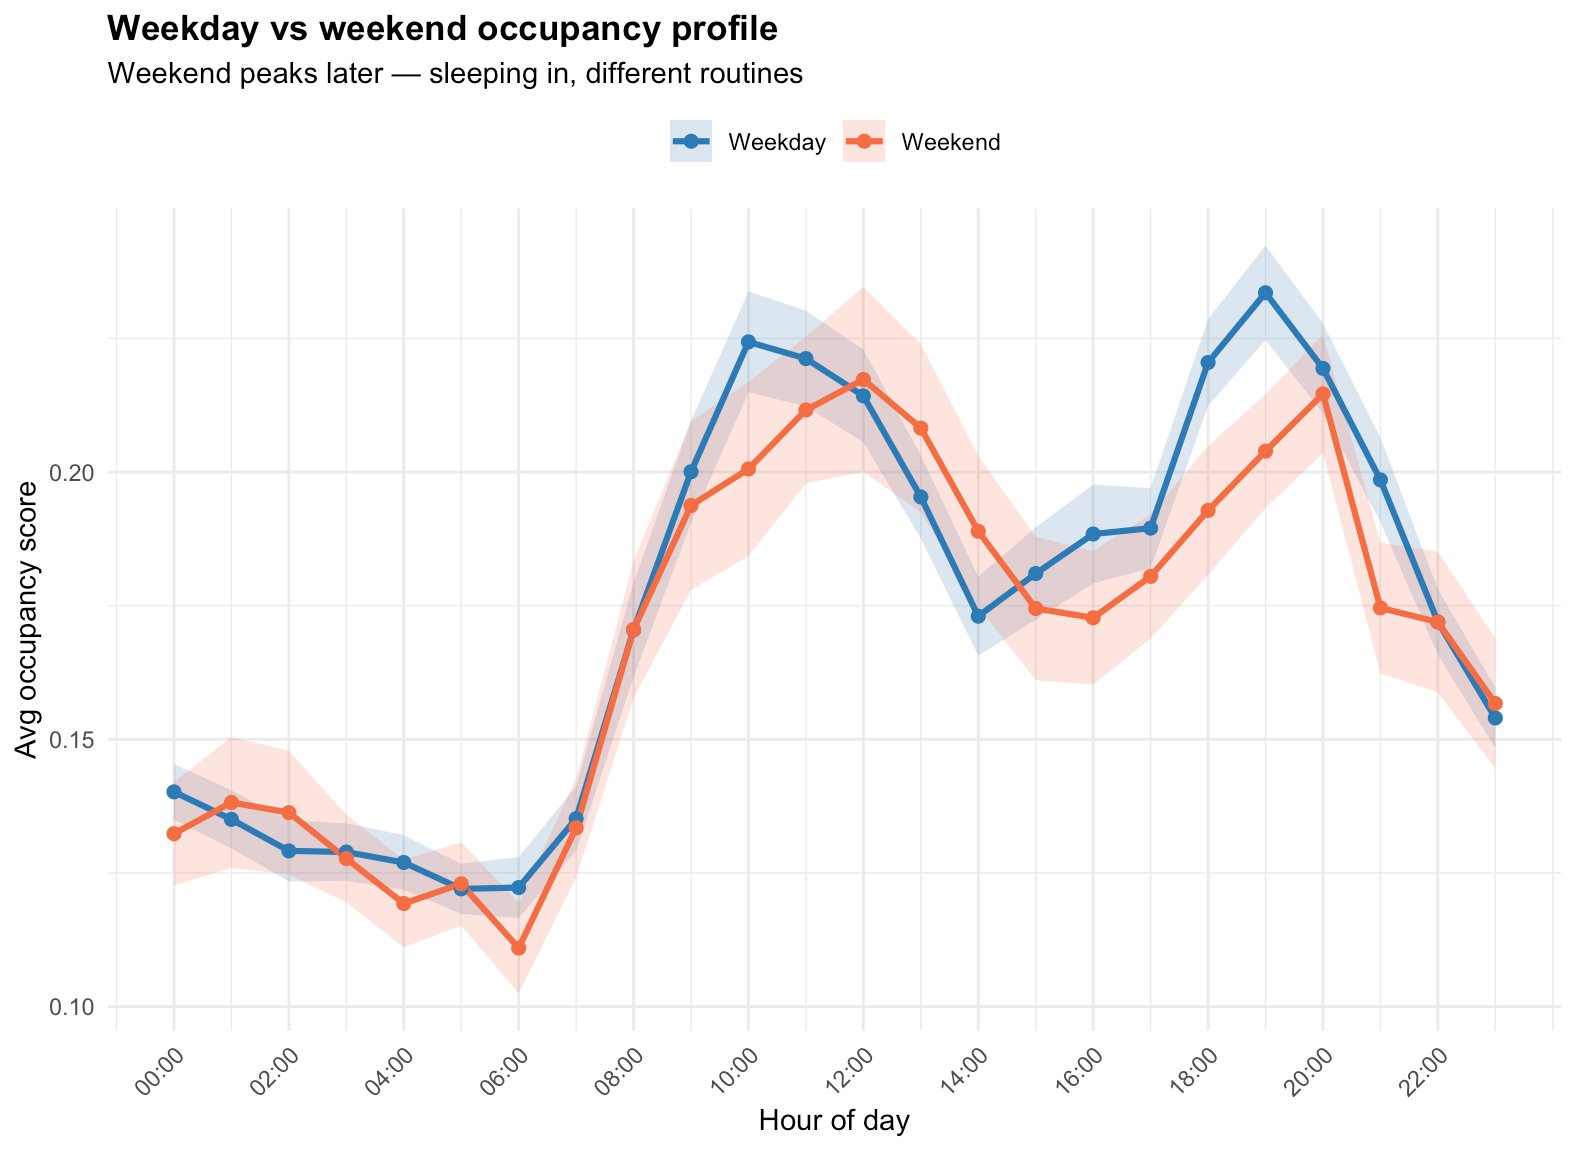 Weekday vs weekend occupancy profile
Weekend peaks later — sleeping in, different routines
Weekday Weekend
Avg occupancy score
0.20
0.15
0.10
00:00 02:00 04:00 06:00 08:00 10:00 12:00 14:00 16:00 18:00 20:00 22:00
Hour of day